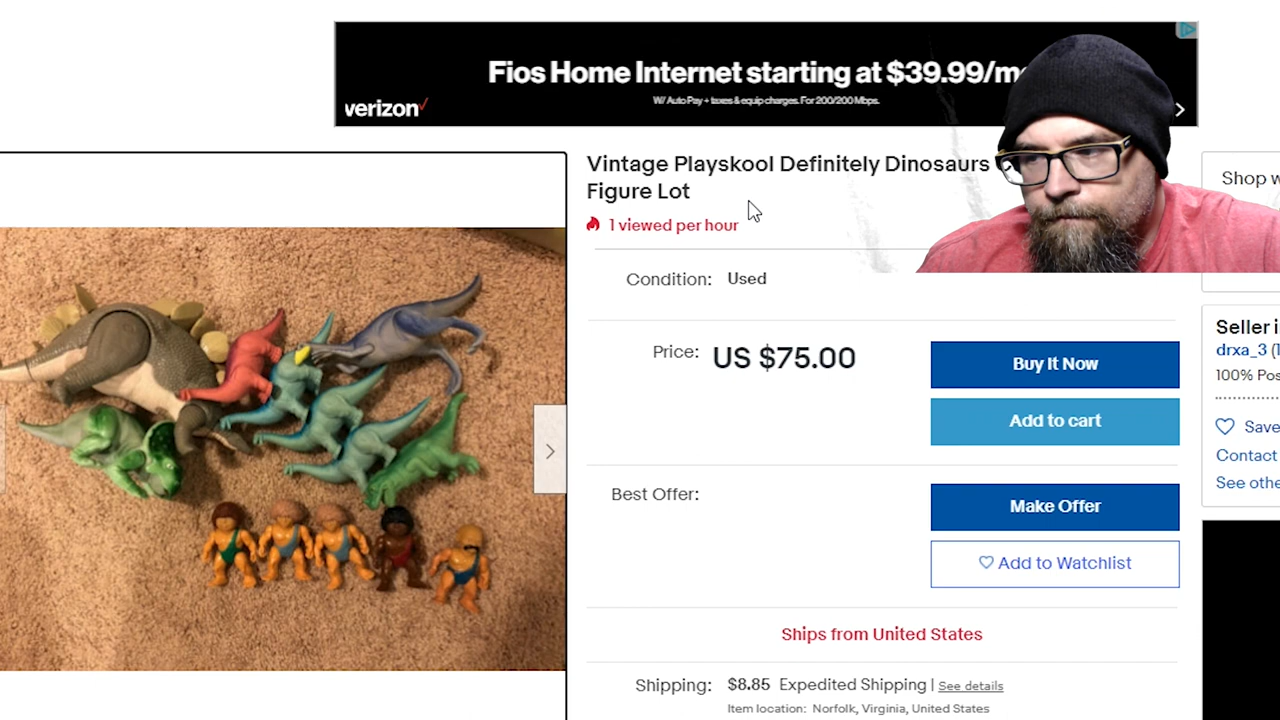 Fios Home Internet starting at $39.99/m
W/ Auto Pay + taxes & equip charges. For 200/200 Mbps.
verizon
Vintage Playskool Definitely Dinosaurs
Figure Lot
1 viewed per hour
Shop
Condition: Used
Price: US $75.00
Buy It Now
Add to cart
Best Offer:
Make Offer
Add to Watchlist
Ships from United States
Shipping: $8.85 Expedited Shipping | See details
Item location: Norfolk, Virginia, United States
Seller i
drxa_3 (1
100% Pos
Save
Contact
See othe